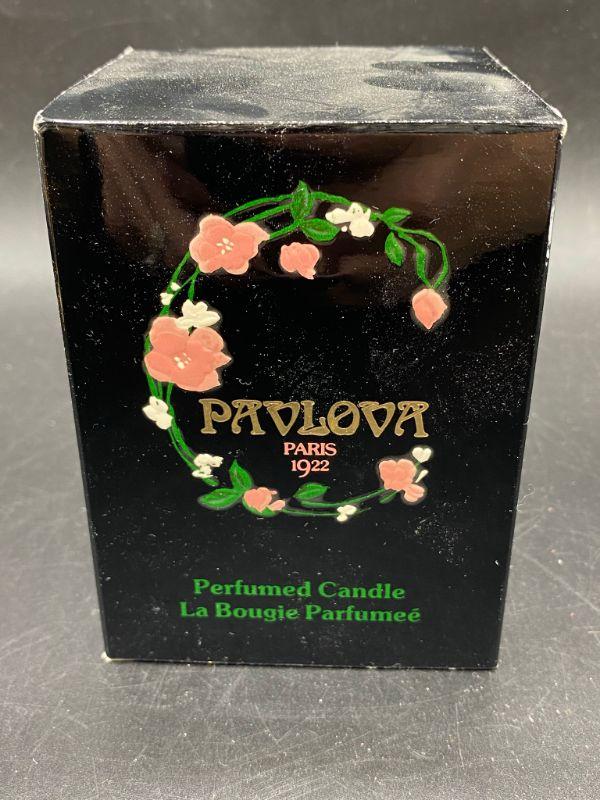 PAVLOVA
PARIS
1922
Perfumed Candle
La Bougie Parfumeé